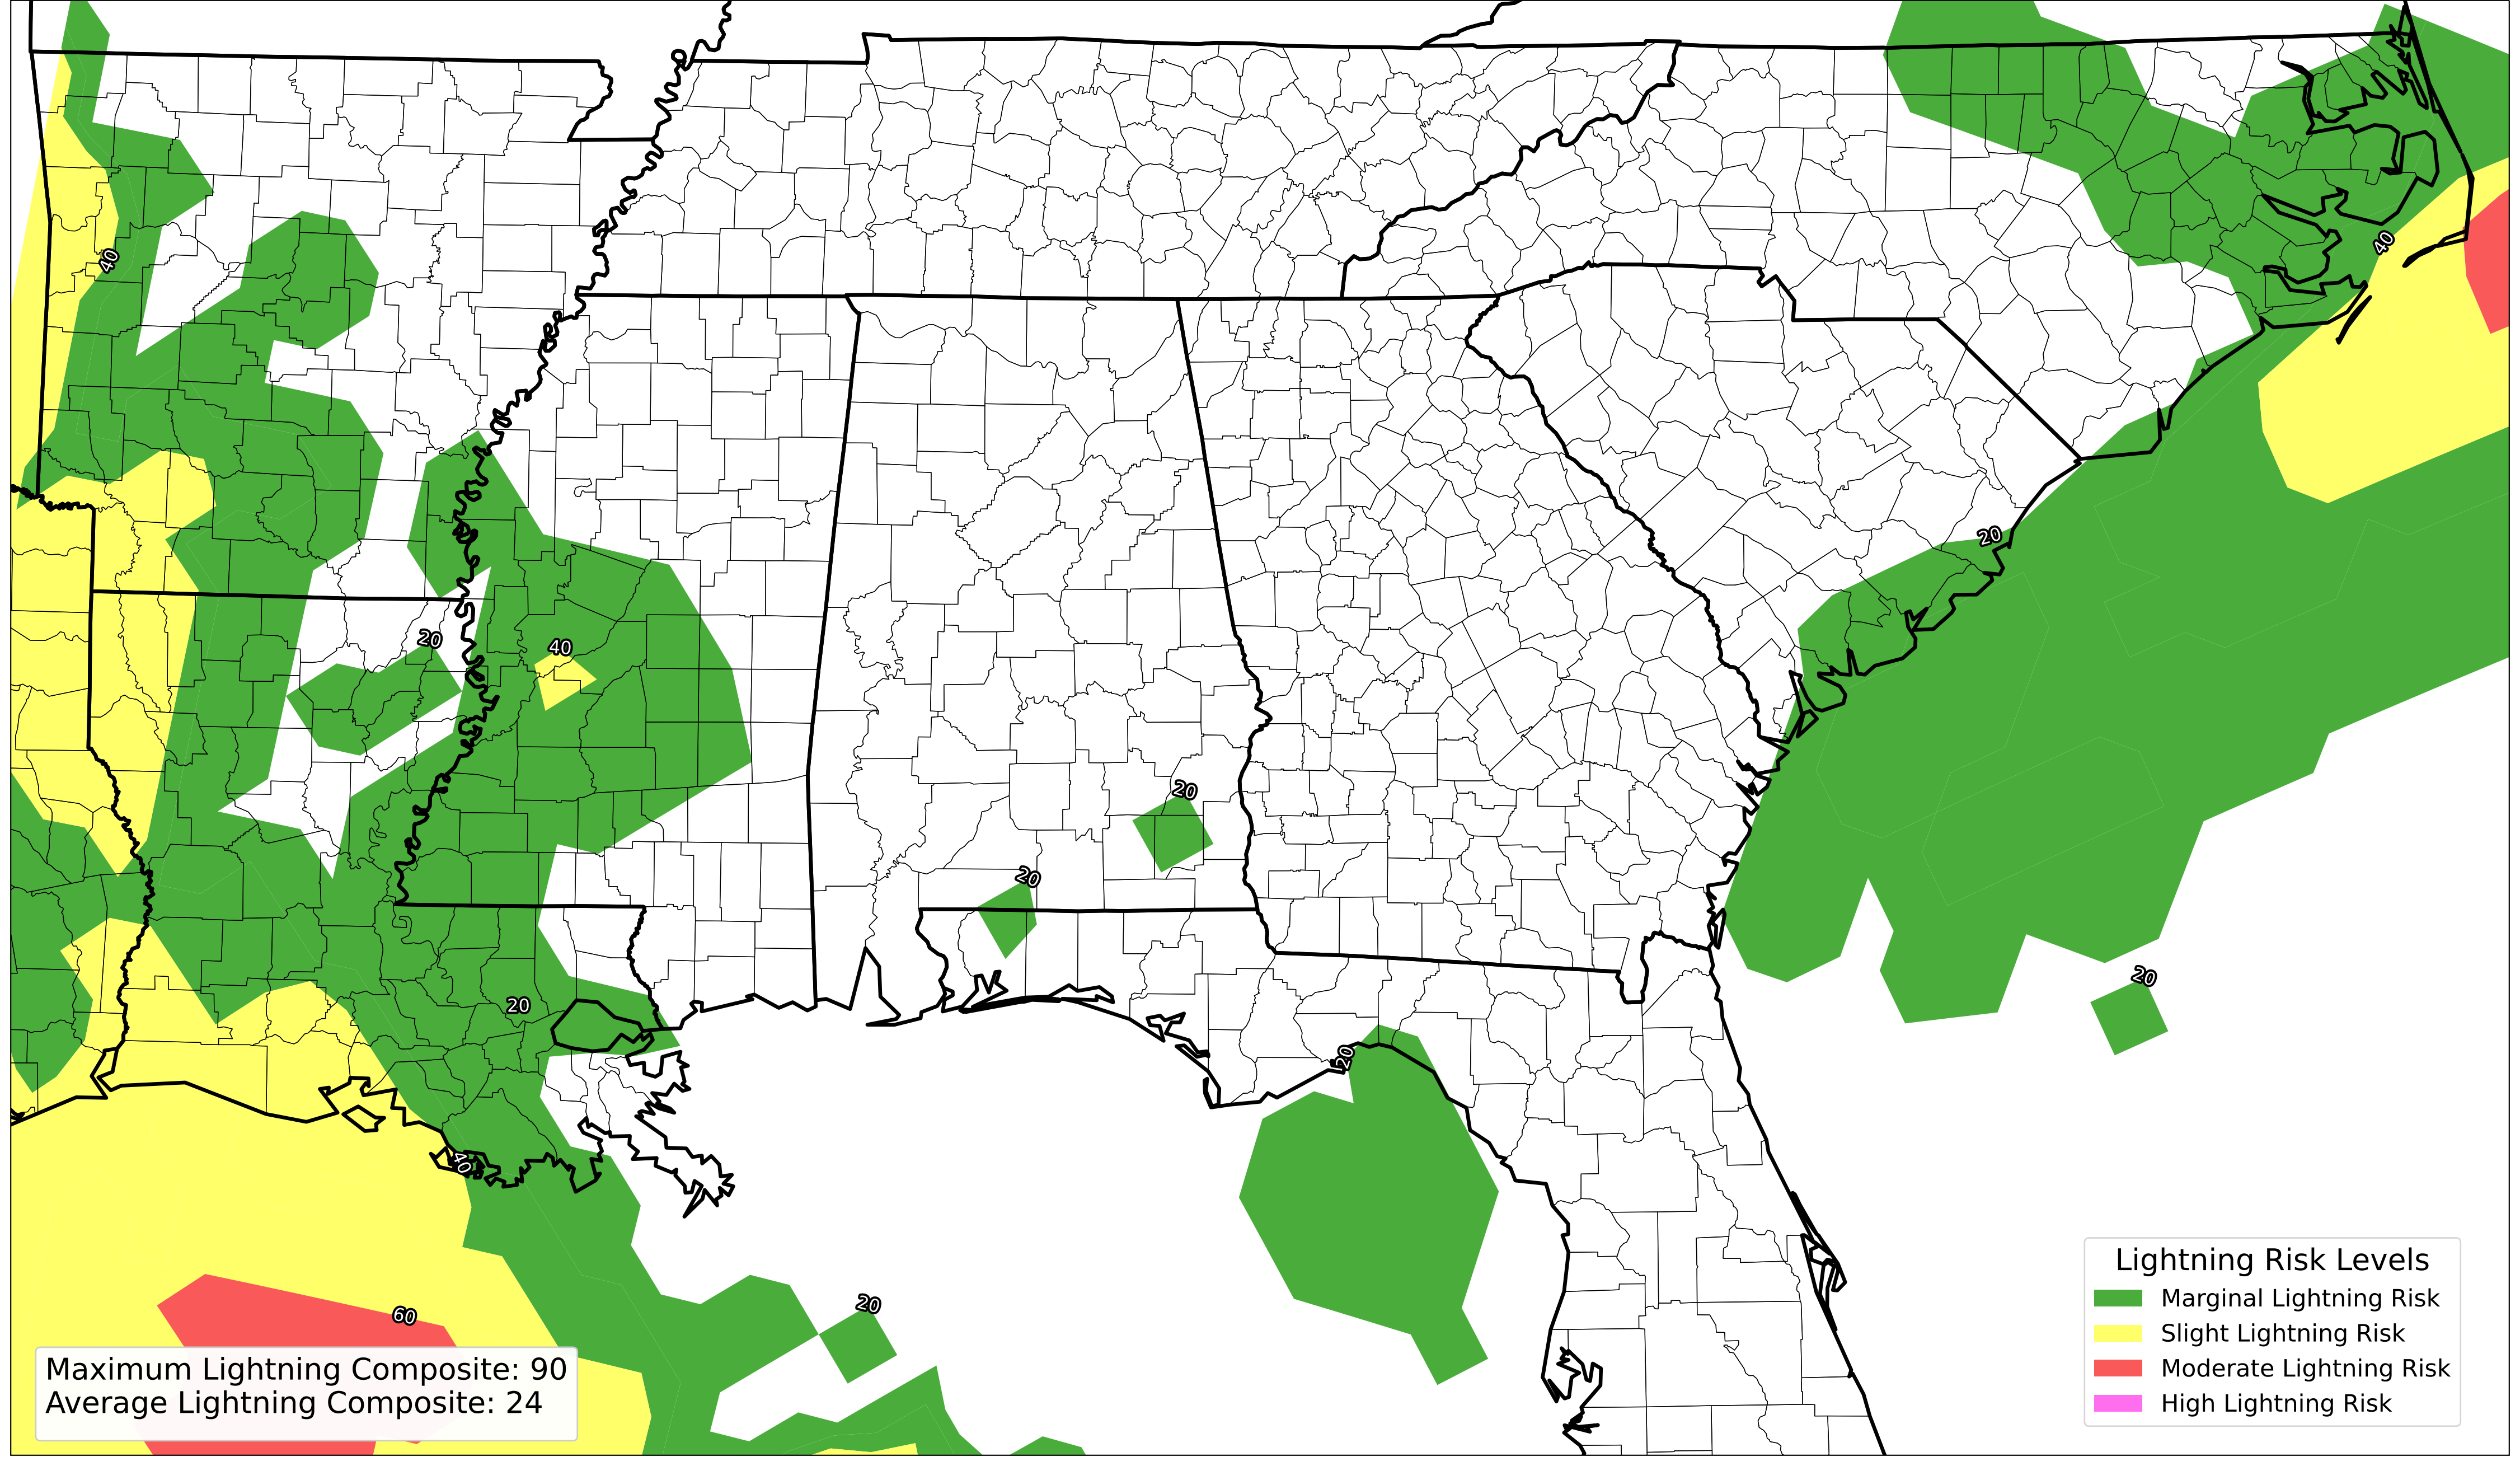 40
40
20
20
40
20
20
20
20
20
40
20
60
Maximum Lightning Composite: 90
Average Lightning Composite: 24
Lightning Risk Levels
Marginal Lightning Risk
Slight Lightning Risk
Moderate Lightning Risk
High Lightning Risk